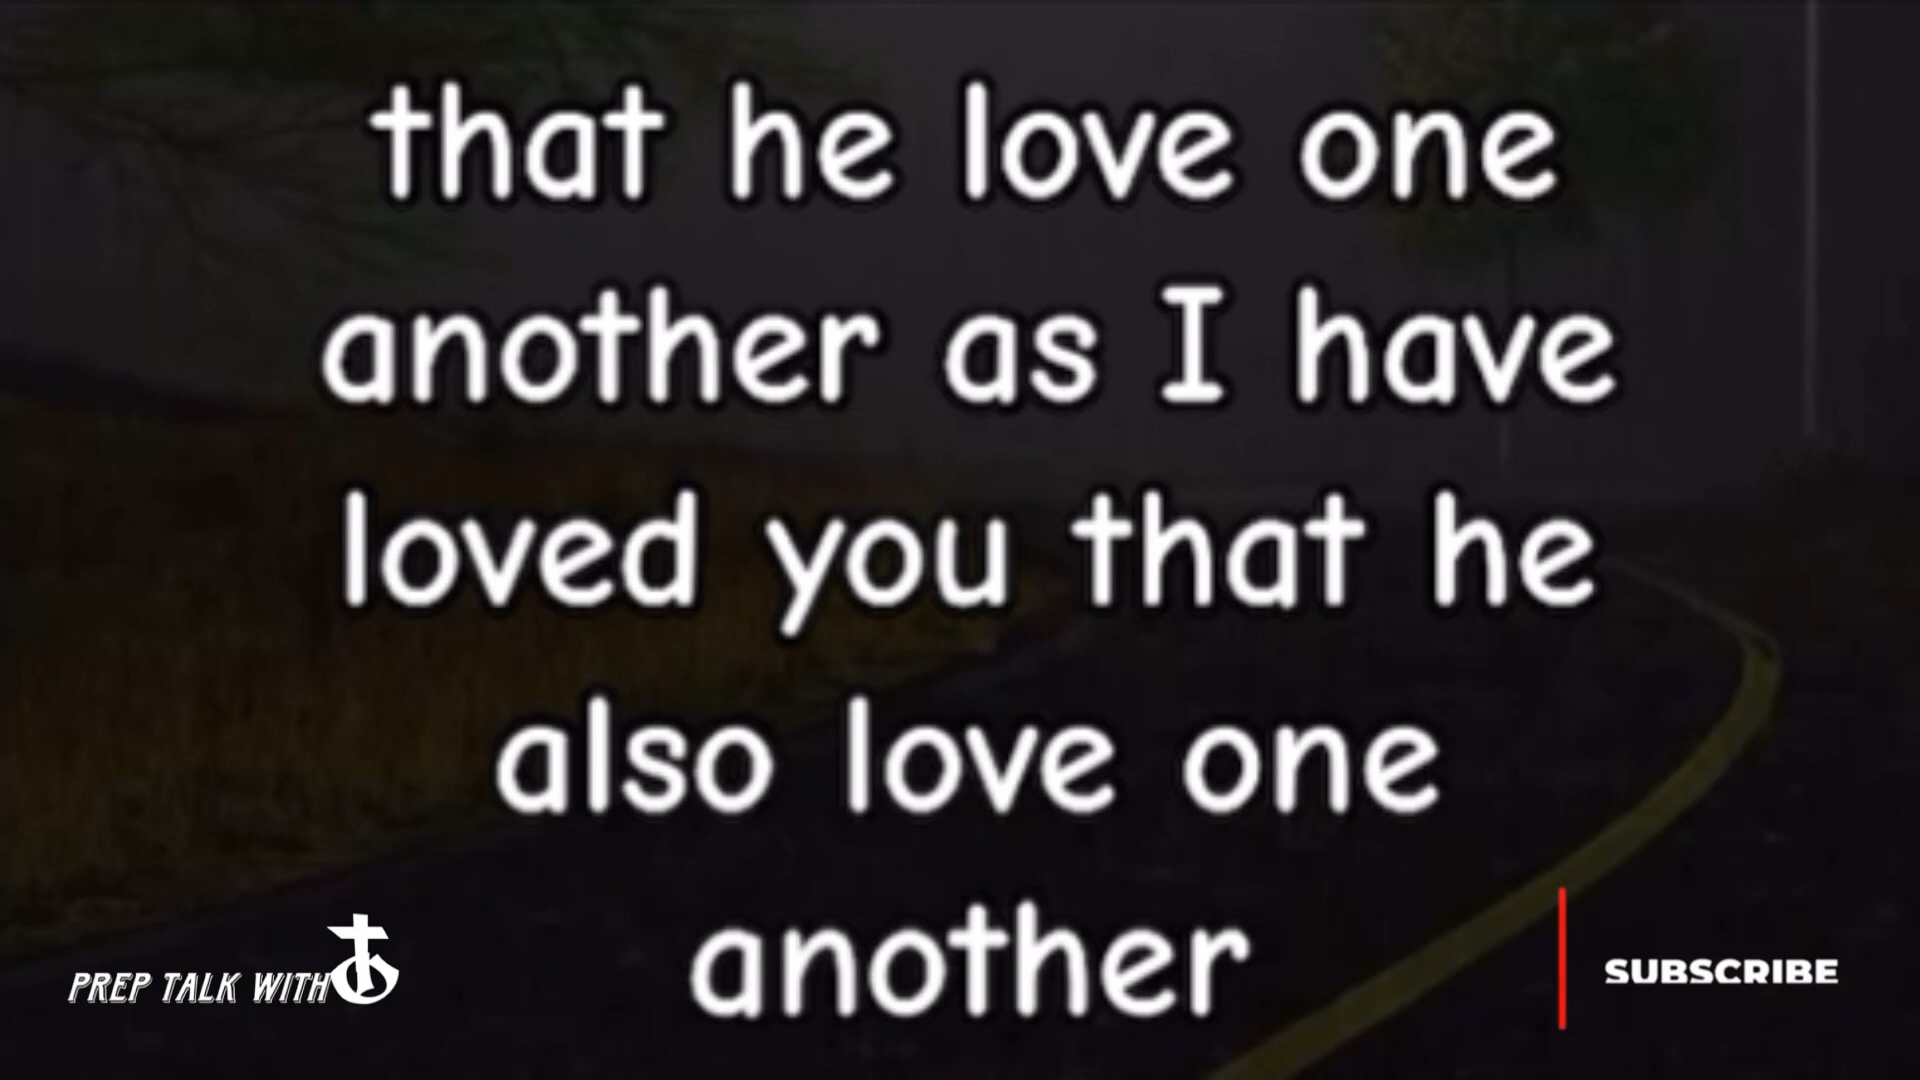 that he love one
another as I have
loved you that he
also love one
another
PREP TALK WITH
SUBSCRIBE